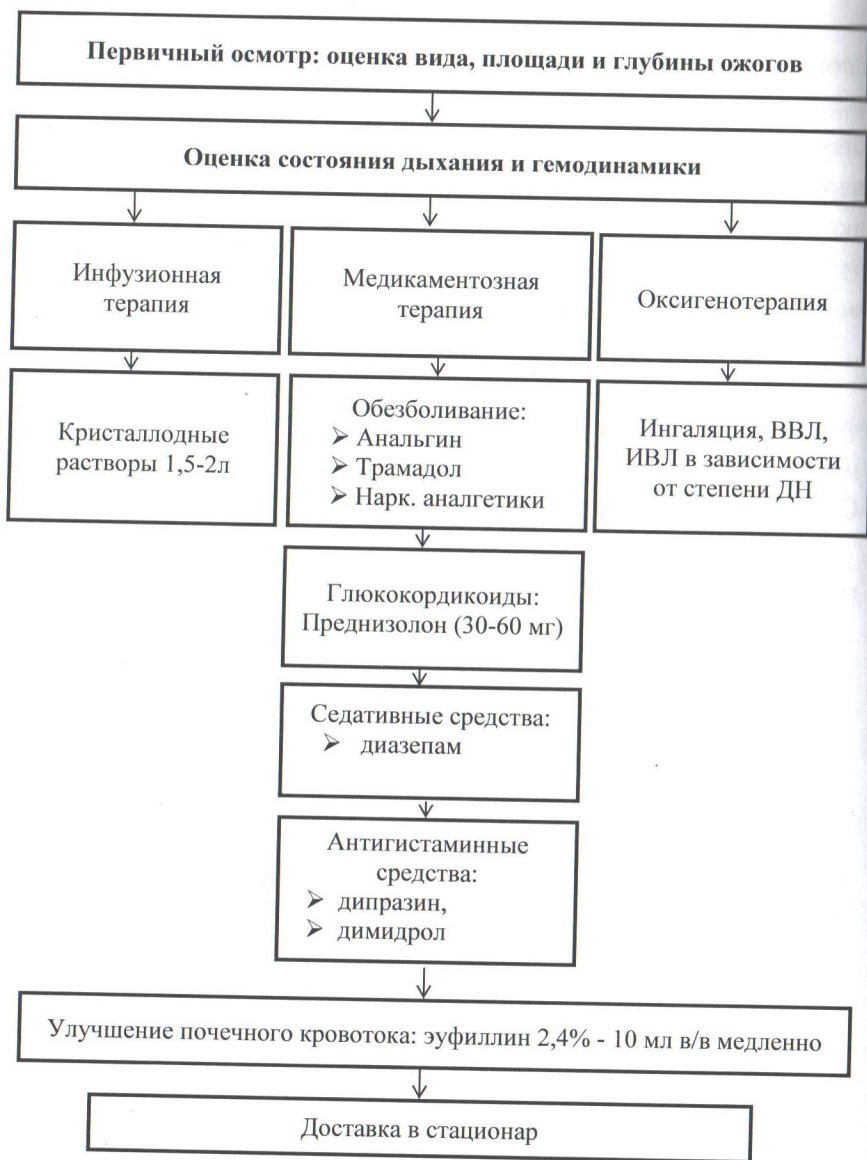 Первичный осмотр: оценка вида, площади и глубины ожогов
Оценка состояния дыхания и гемодинамики
Инфузионная
терапия
Медикаментозная
терапия
Оксигенотерапия
Кристаллодные
растворы 1,5-2л
Обезболивание:
➢ Анальгин
➢ Трамадол
➢ Нарк. аналгетики
Ингаляция, ВВЛ,
ИВЛ в зависимости
от степени ДН
Глюкокордикоиды:
Преднизолон (30-60 мг)
Седативные средства:
➢ диазепам
Антигистаминные
средства:
➢ дипразин,
➢ димидрол
Улучшение почечного кровотока: эуфиллин 2,4% - 10 мл в/в медленно
Доставка в стационар